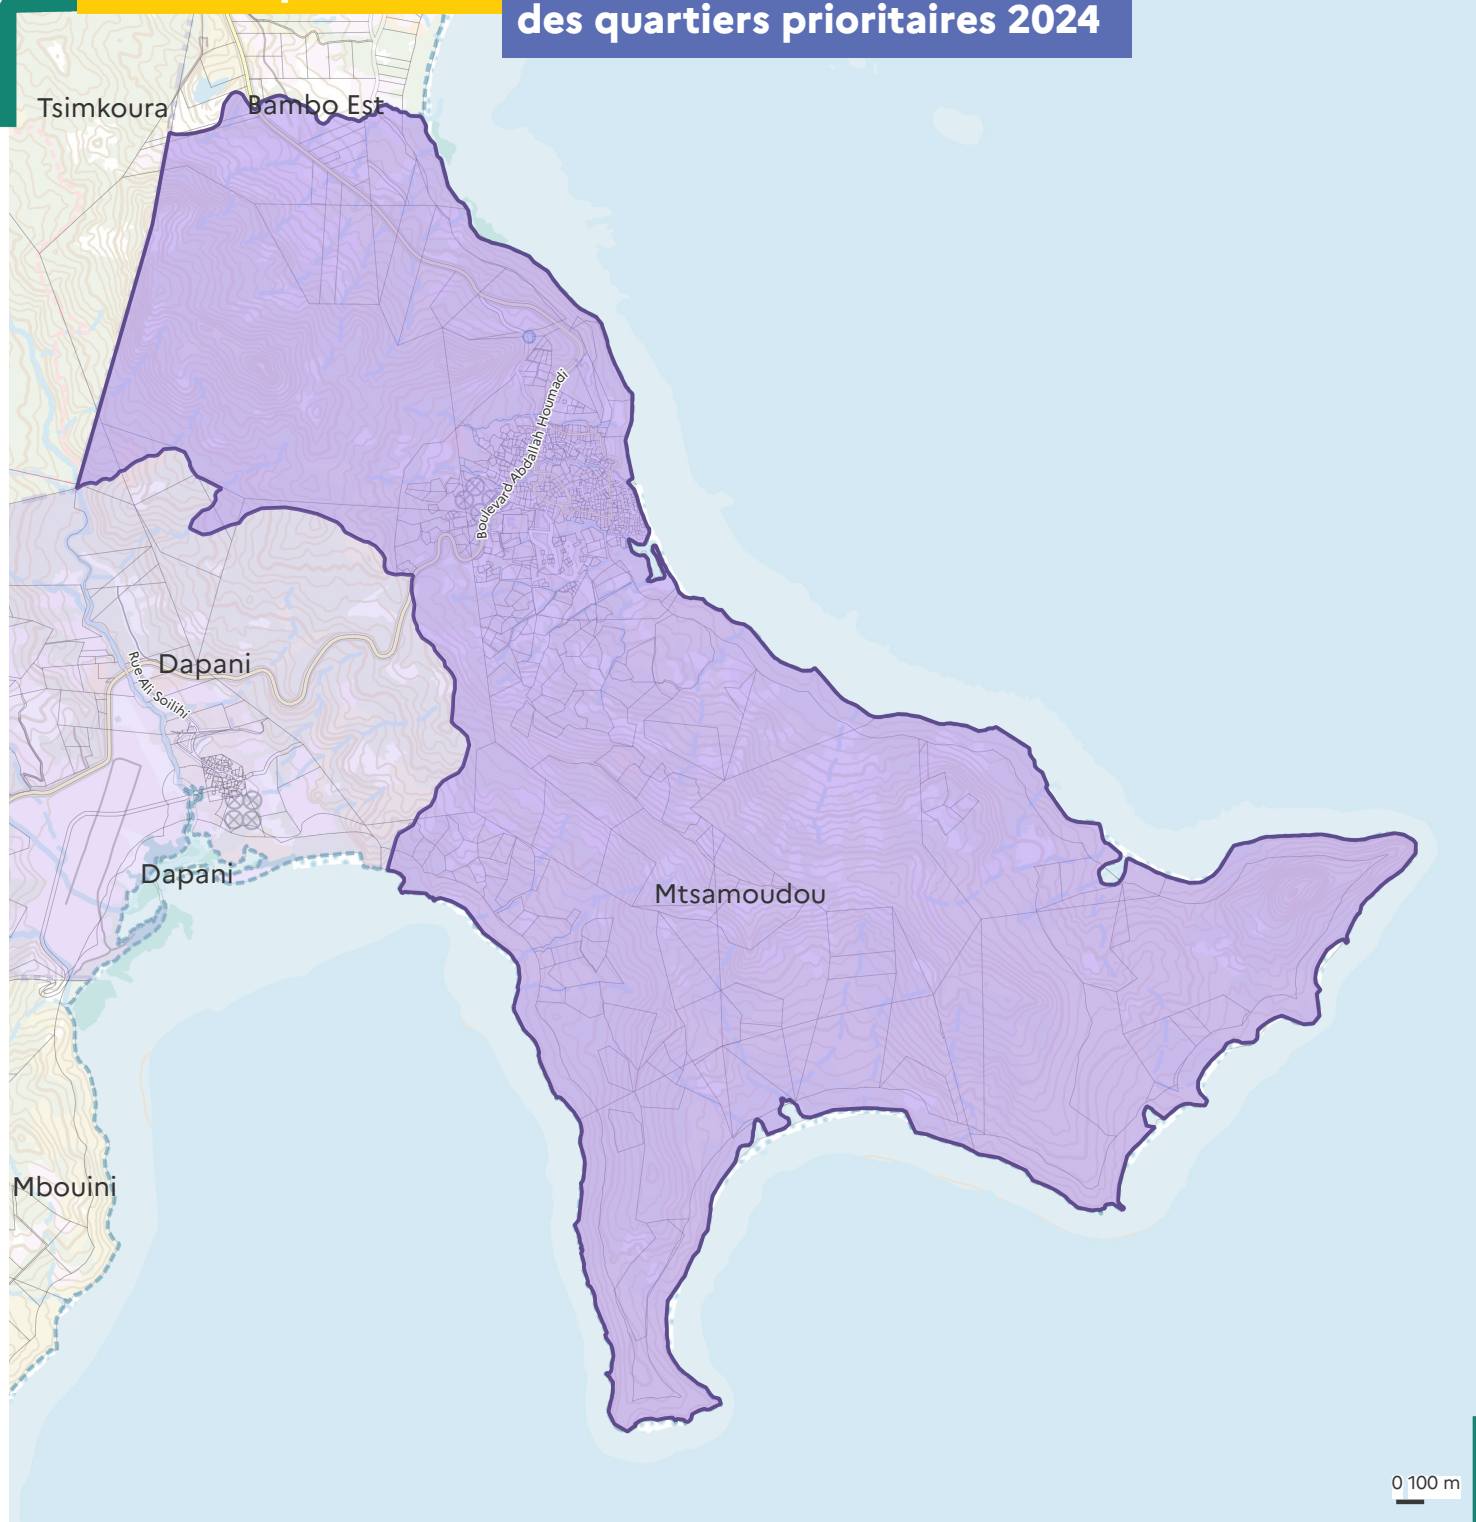 des quartiers prioritaires 2024
Tsimkoura
Bambo Est
Boulevard Abdallah Houmadi
Dapani
Rue Ali Soilihi
Dapani
Mtsamoudou
Mbouini
0 100 m